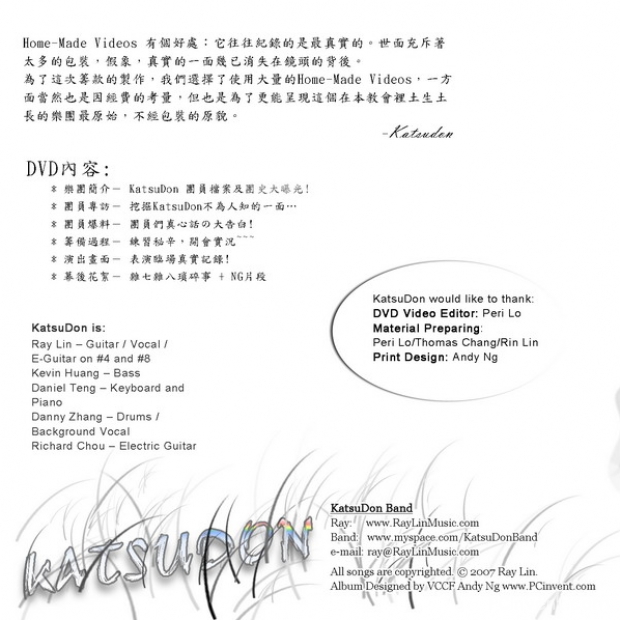 Home-Made Videos 有個好處：它往往紀錄的是最真實的。世面充斥著
太多的包裝，假象，真實的一面幾已消失在鏡頭的背後。
為了這次募款的製作，我們選擇了使用大量的Home-Made Videos，一方
面當然也是因經費的考量，但也是為了更能呈現這個在本教會裡土生土
長的樂團最原始，不經包裝的原貌。
-Katsudon
DVD內容:
* 樂團簡介－ KatsuDon 團員檔案及團史大曝光!
* 團員專訪－ 挖掘KatsuDon不為人知的一面…
* 團員爆料－ 團員們真心話の大告白!
* 籌備過程－ 練習秘辛，開會實況~~~
* 演出畫面－ 表演臨場真實記錄!
* 幕後花絮－ 雜七雜八瑣碎事 + NG片段
KatsuDon would like to thank:
DVD Video Editor: Peri Lo
Material Preparing:
Peri Lo/Thomas Chang/Rin Lin
Print Design: Andy Ng
KatsuDon is:
Ray Lin – Guitar / Vocal /
E-Guitar on #4 and #8
Kevin Huang – Bass
Daniel Teng – Keyboard and
Piano
Danny Zhang – Drums /
Background Vocal
Richard Chou – Electric Guitar
KATSUDON
KatsuDon Band
Ray: www.RayLinMusic.com
Band: www.myspace.com/KatsuDonBand
e-mail: ray@RayLinMusic.com
All songs are copyrighted. © 2007 Ray Lin.
Album Designed by VCCF Andy Ng www.PCinvent.com